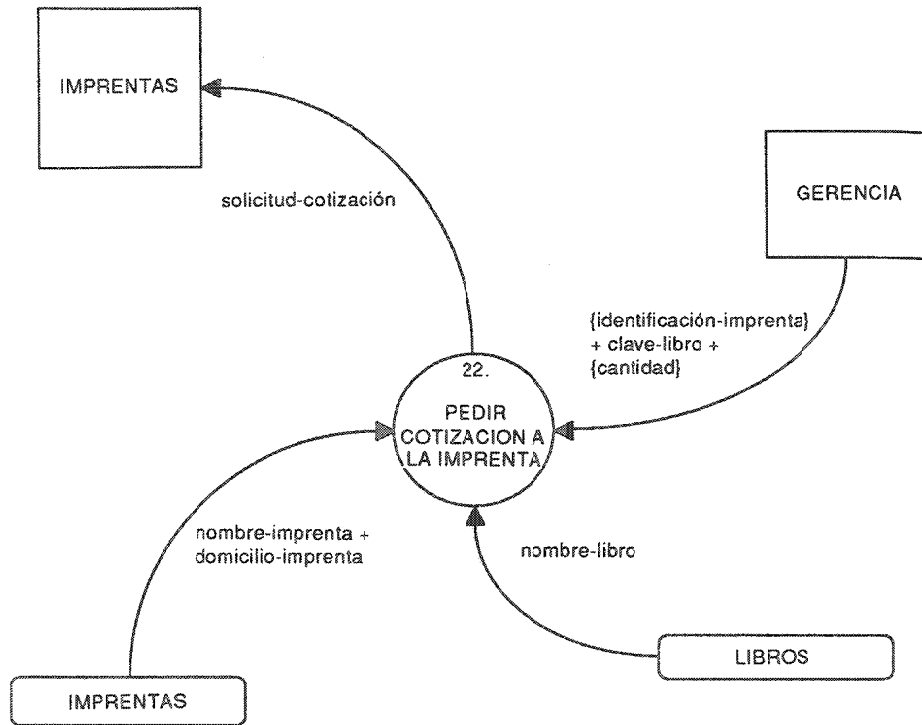 IMPRENTAS
GERENCIA
solicitud-cotización
{identificación-imprenta}
+ clave-libro +
{cantidad}
22.
PEDIR
COTIZACION A
LA IMPRENTA
nombre-imprenta +
domicilio-imprenta
nombre-libro
LIBROS
IMPRENTAS